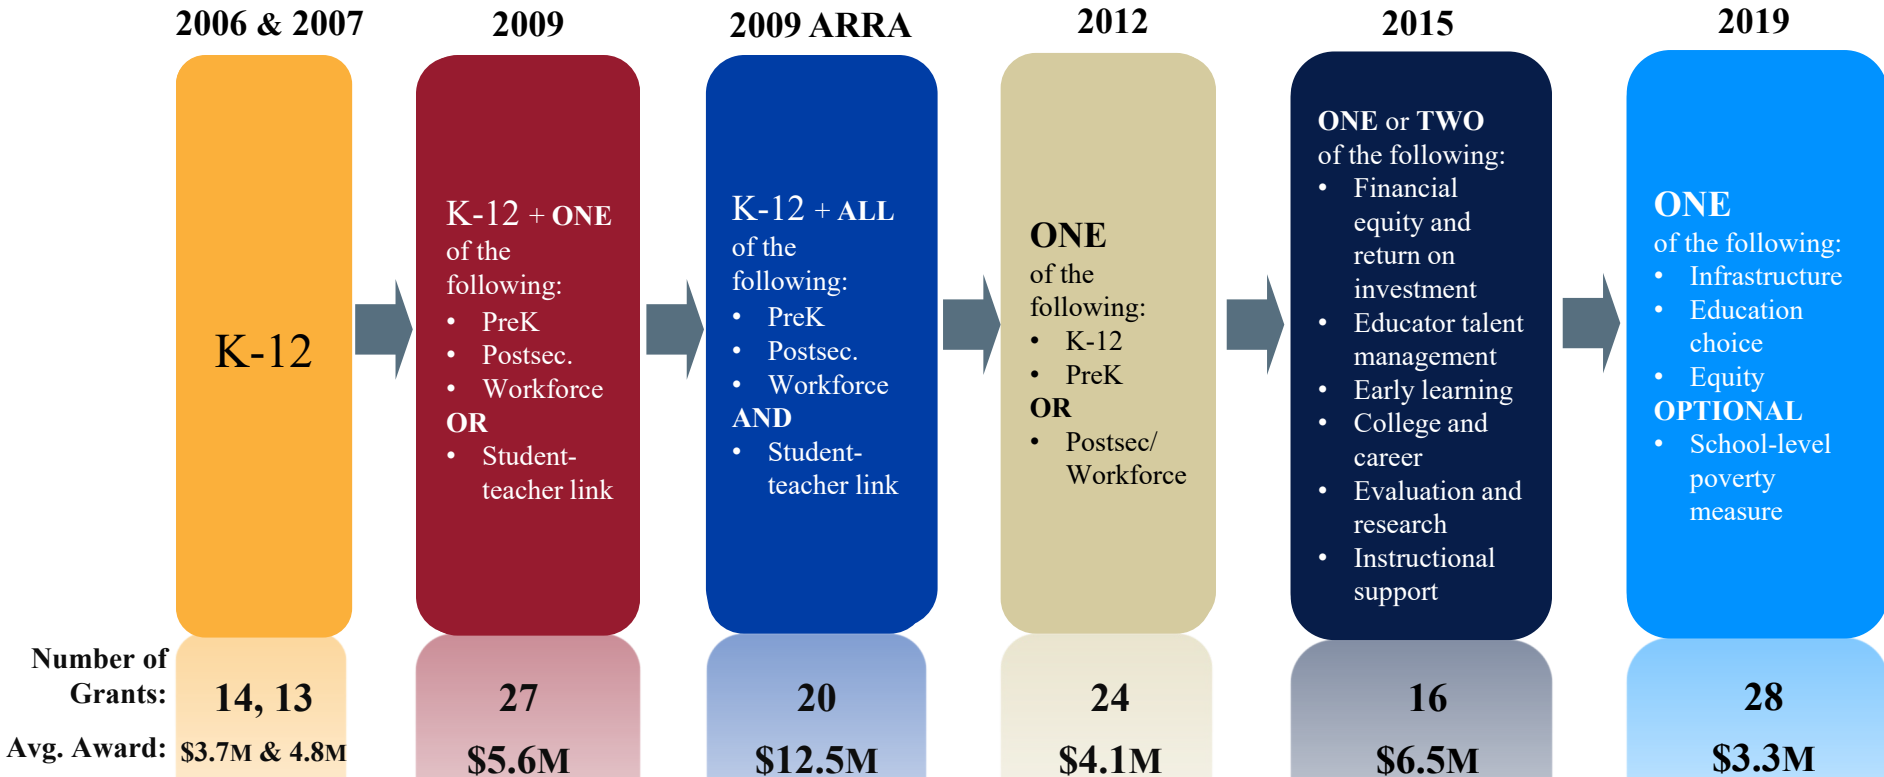 2006 & 2007
K-12
2009
K-12 + ONE
of the
following:
• PreK
• Postsec.
• Workforce
OR
• Student-
teacher link
2009 ARRA
K-12 + ALL
of the
following:
• PreK
• Postsec.
• Workforce
AND
• Student-
teacher link
2012
ONE
of the
following:
• K-12
• PreK
OR
• Postsec/
Workforce
2015
ONE or TWO
of the following:
• Financial
equity and
return on
investment
• Educator talent
management
• Early learning
• College and
career
• Evaluation and
research
• Instructional
support
2019
ONE
of the following:
• Infrastructure
• Education
choice
• Equity
OPTIONAL
• School-level
poverty
measure
Number of
Grants:
14, 13
27
20
24
16
28
Avg. Award:
$3.7M & 4.8M
$5.6M
$12.5M
$4.1M
$6.5M
$3.3M